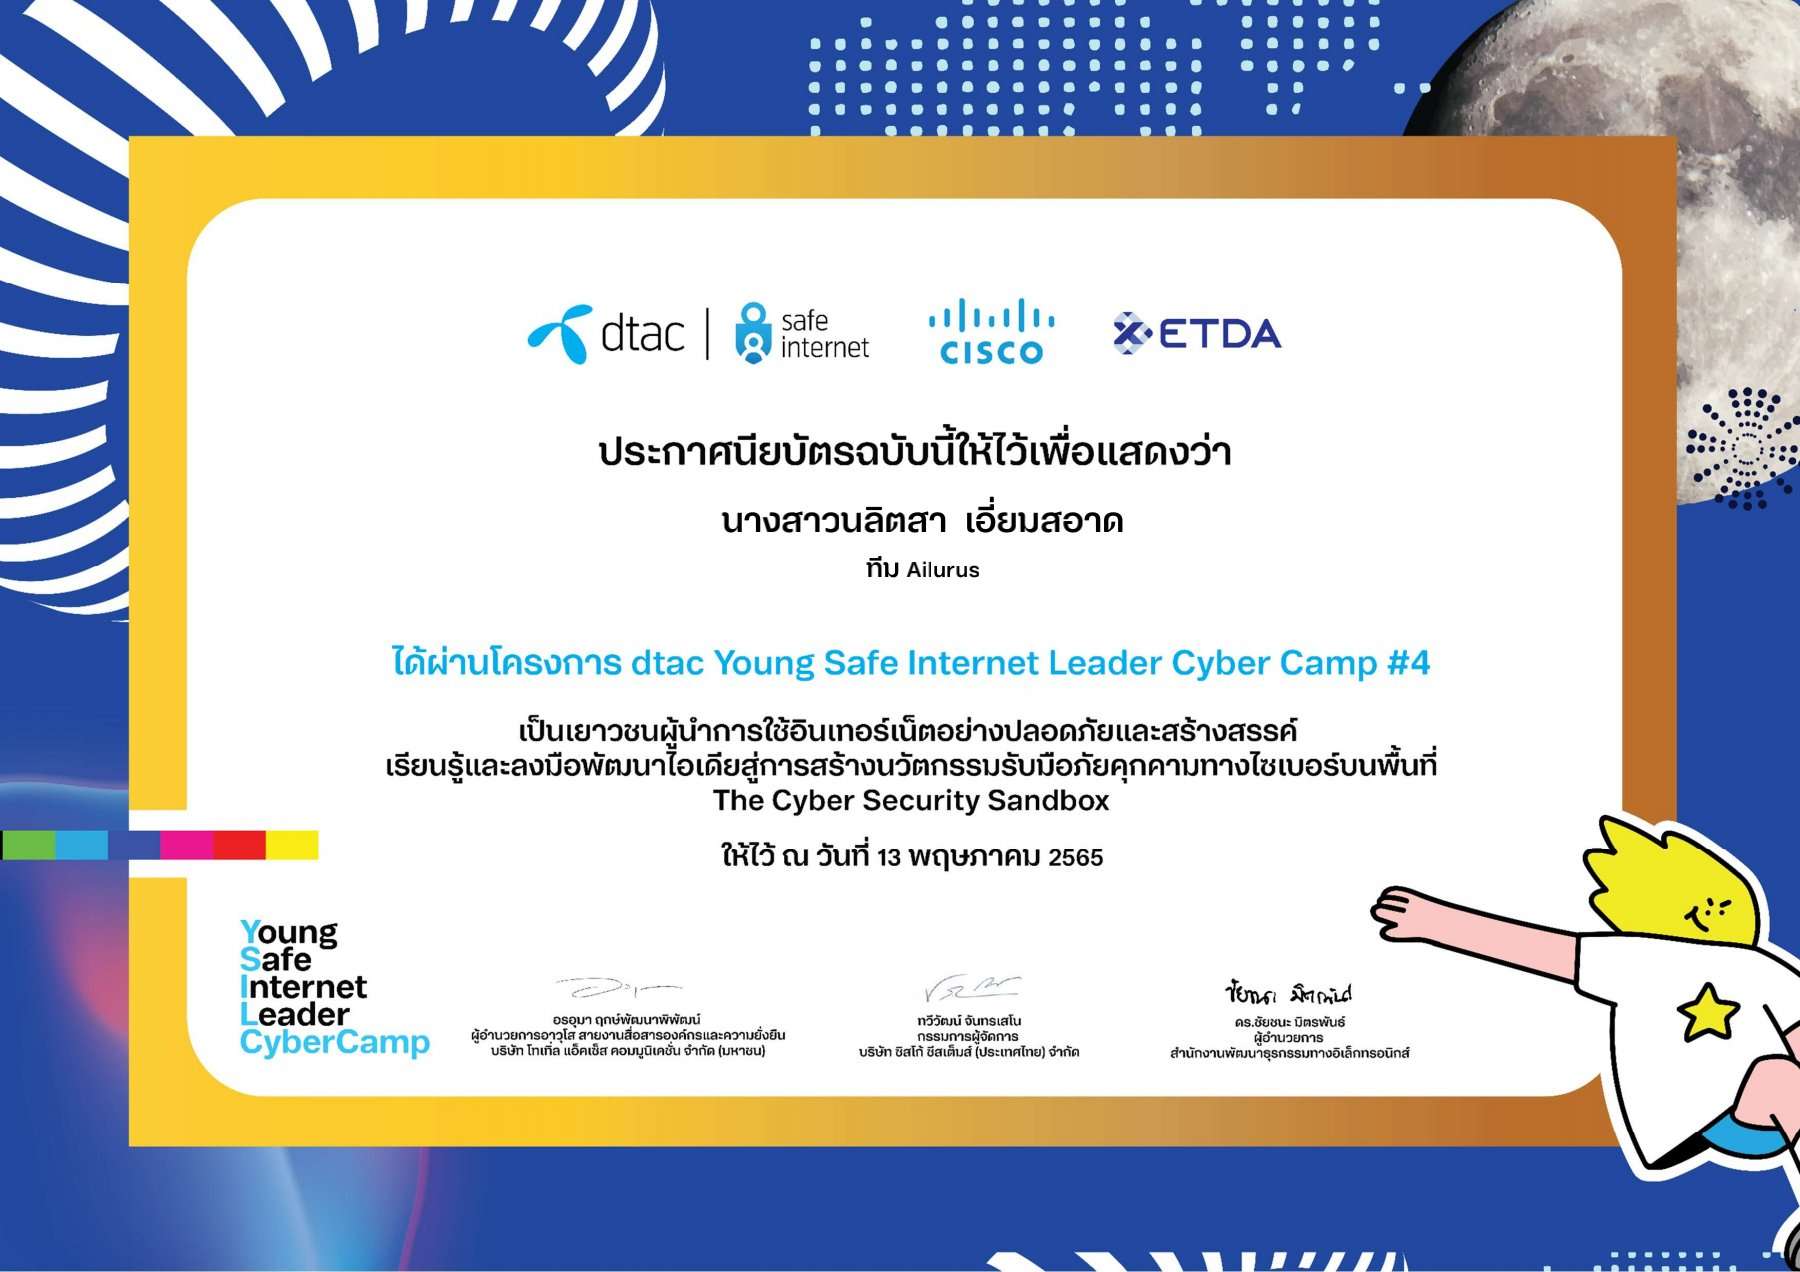 dtac | safe internet
CISCO
ETDA
ประกาศนียบัตรฉบับนี้ให้ไว้เพื่อแสดงว่า
นางสาวนลิตสา เอี่ยมสอาด
ทีม Ailurus
ได้ผ่านโครงการ dtac Young Safe Internet Leader Cyber Camp #4
เป็นเยาวชนผู้นำการใช้อินเทอร์เน็ตอย่างปลอดภัยและสร้างสรรค์
เรียนรู้และลงมือพัฒนาไอเดียสู่การสร้างนวัตกรรมรับมือภัยคุกคามทางไซเบอร์บนพื้นที่
The Cyber Security Sandbox
ให้ไว้ ณ วันที่ 13 พฤษภาคม 2565
Young
Safe
Internet
Leader
CyberCamp
อรอุมา ฤกษ์พัฒนาพิพัฒน์
ผู้อำนวยการอาวุโส สายงานสื่อสารองค์กรและความยั่งยืน
บริษัท โทเทิ่ล แอ็คเซ็ส คอมมูนิเคชั่น จำกัด (มหาชน)
ทวีวัฒน์ จันทรเสโน
กรรมการผู้จัดการ
บริษัท ซิสโก้ ซีสเต็มส์ (ประเทศไทย) จำกัด
ดร.ชัยชนะ มิตรพันธ์
ผู้อำนวยการ
สำนักงานพัฒนาธุรกรรมทางอิเล็กทรอนิกส์